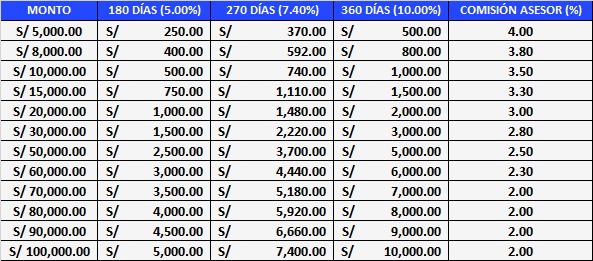 MONTO 180 DÍAS (5.00%) 270 DÍAS (7.40%) 360 DÍAS (10.00%) COMISIÓN ASESOR (%)
S/ 5,000.00 S/ 250.00 S/ 370.00 S/ 500.00 4.00
S/ 8,000.00 S/ 400.00 S/ 592.00 S/ 800.00 3.80
S/ 10,000.00 S/ 500.00 S/ 740.00 S/ 1,000.00 3.50
S/ 15,000.00 S/ 750.00 S/ 1,110.00 S/ 1,500.00 3.30
S/ 20,000.00 S/ 1,000.00 S/ 1,480.00 S/ 2,000.00 3.00
S/ 30,000.00 S/ 1,500.00 S/ 2,220.00 S/ 3,000.00 2.80
S/ 50,000.00 S/ 2,500.00 S/ 3,700.00 S/ 5,000.00 2.50
S/ 60,000.00 S/ 3,000.00 S/ 4,440.00 S/ 6,000.00 2.30
S/ 70,000.00 S/ 3,500.00 S/ 5,180.00 S/ 7,000.00 2.00
S/ 80,000.00 S/ 4,000.00 S/ 5,920.00 S/ 8,000.00 2.00
S/ 90,000.00 S/ 4,500.00 S/ 6,660.00 S/ 9,000.00 2.00
S/ 100,000.00 S/ 5,000.00 S/ 7,400.00 S/ 10,000.00 2.00